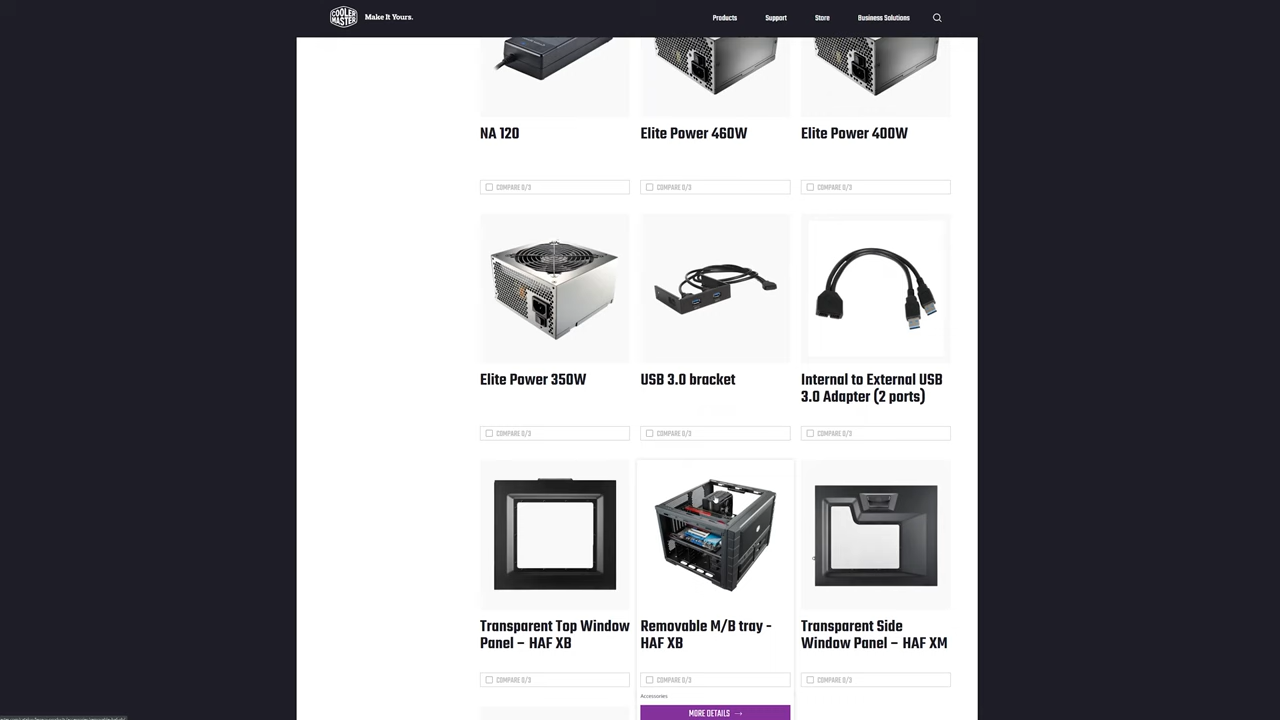 COOLER
MASTER
Make It Yours.
Products
Support
Store
Business Solutions
NA 120
Elite Power 460W
Elite Power 400W
COMPARE 0/3
COMPARE 0/3
COMPARE 0/3
Elite Power 350W
USB 3.0 bracket
Internal to External USB
3.0 Adapter (2 ports)
COMPARE 0/3
COMPARE 0/3
COMPARE 0/3
Transparent Top Window
Panel – HAF XB
Removable M/B tray -
HAF XB
Transparent Side
Window Panel – HAF XM
COMPARE 0/3
COMPARE 0/3
COMPARE 0/3
Accessories
MORE DETAILS →